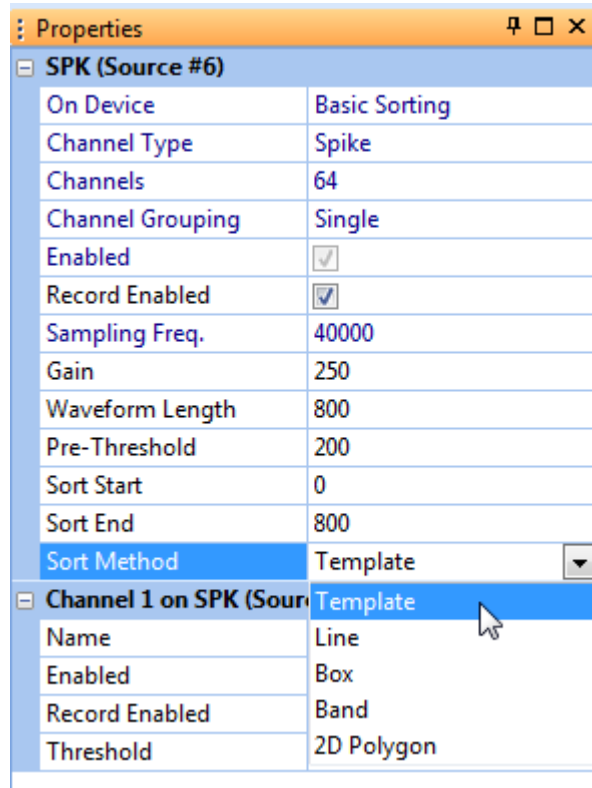 Properties
SPK (Source #6)
On Device Basic Sorting
Channel Type Spike
Channels 64
Channel Grouping Single
Enabled
Record Enabled
Sampling Freq. 40000
Gain 250
Waveform Length 800
Pre-Threshold 200
Sort Start 0
Sort End 800
Sort Method Template
Channel 1 on SPK (Sour Template
Name Line
Enabled Box
Record Enabled Band
Threshold 2D Polygon